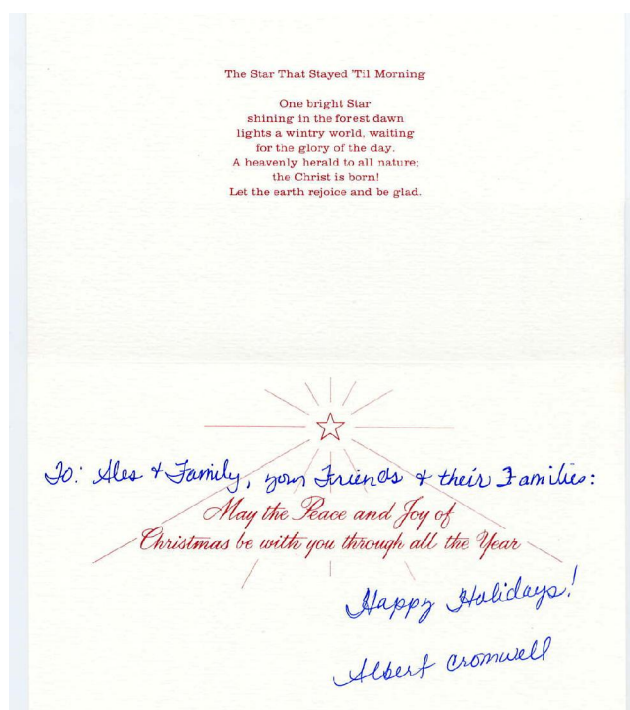 The Star That Stayed 'Til Morning
One bright Star
shining in the forest dawn
lights a wintry world, waiting
for the glory of the day.
A heavenly herald to all nature;
the Christ is born!
Let the earth rejoice and be glad.
To: Ales & Family, your Friends & their Families:
May the Peace and Joy of
Christmas be with you through all the Year
Happy Holidays!
Albert Cromwell